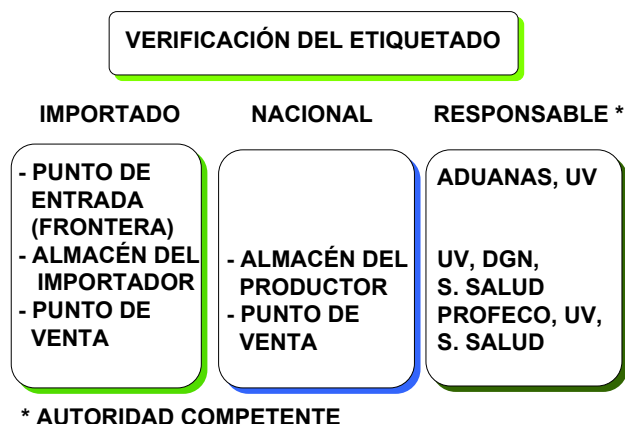 VERIFICACIÓN DEL ETIQUETADO
IMPORTADO
NACIONAL
RESPONSABLE *
- PUNTO DE
ENTRADA
(FRONTERA)
- ALMACÉN DEL
IMPORTADOR
- PUNTO DE
VENTA
- ALMACÉN DEL
PRODUCTOR
- PUNTO DE
VENTA
ADUANAS, UV
UV, DGN,
S. SALUD
PROFECO, UV,
S. SALUD
* AUTORIDAD COMPETENTE